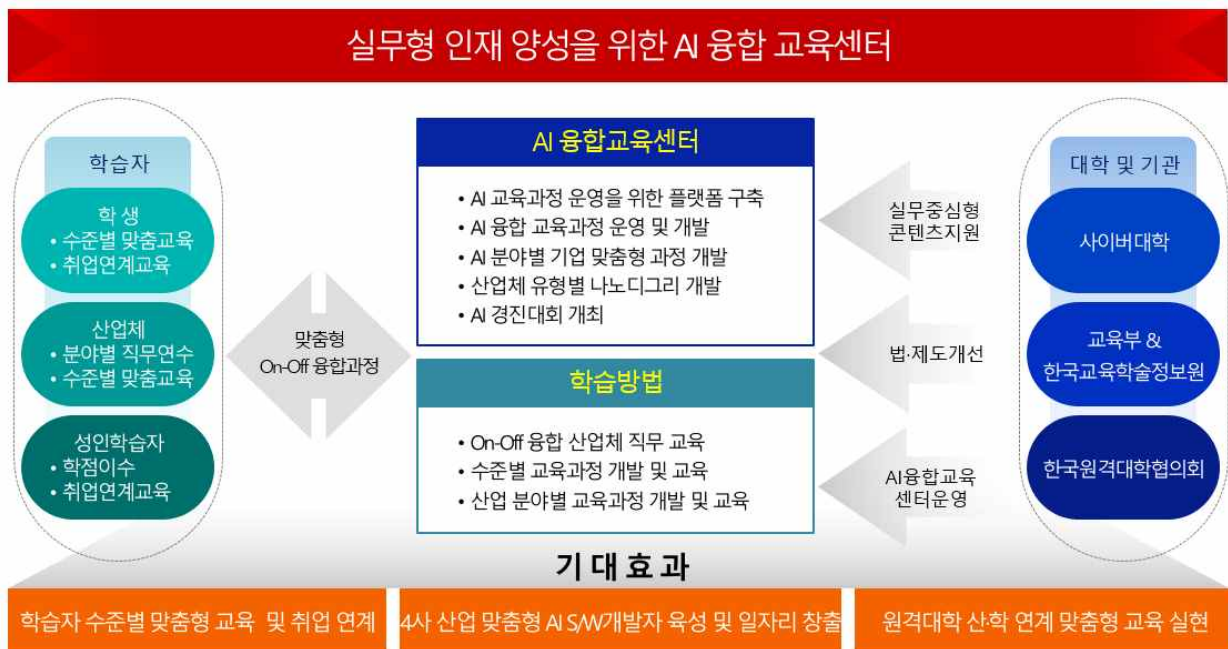 실무형 인재 양성을 위한 AI 융합 교육센터
학습자
학 생
• 수준별 맞춤교육
• 취업연계교육
산업체
• 분야별 직무연수
• 수준별 맞춤교육
성인학습자
• 학점이수
• 취업연계교육
맞춤형
On-Off 융합과정
AI 융합교육센터
• AI 교육과정 운영을 위한 플랫폼 구축
• AI 융합 교육과정 운영 및 개발
• AI 분야별 기업 맞춤형 과정 개발
• 산업체 유형별 나노디그리 개발
• AI 경진대회 개최
학습방법
• On-Off 융합 산업체 직무 교육
• 수준별 교육과정 개발 및 교육
• 산업 분야별 교육과정 개발 및 교육
실무중심형
콘텐츠지원
법·제도개선
AI융합교육
센터운영
대학 및 기관
사이버대학
교육부 &
한국교육학술정보원
한국원격대학협의회
기대효과
학습자 수준별 맞춤형 교육 및 취업 연계
4사 산업 맞춤형 AI S/W개발자 육성 및 일자리 창출
원격대학 산·학 연계 맞춤형 교육 실현